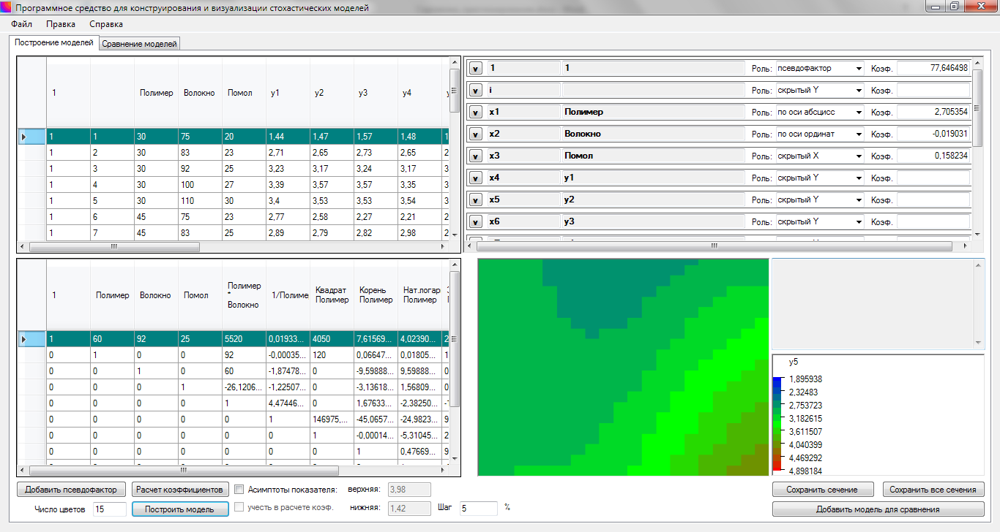 Программное средство для конструирования и визуализации стохастических моделей
Файл Правка Справка
Построение моделей Сравнение моделей
1 Полимер Волокно Помол y1 y2 y3 y4
1 1 30 75 20 1,44 1,47 1,57 1,48 1
1 2 30 83 23 2,71 2,65 2,73 2,65 2
1 3 30 92 25 3,23 3,17 3,24 3,17 3
1 4 30 100 27 3,39 3,57 3,57 3,35 3
1 5 30 110 30 3,4 3,53 3,53 3,54 3
1 6 45 75 23 2,77 2,58 2,27 2,21 2
1 7 45 83 25 2,89 2,79 2,82 2,98 2
v 1 1 Роль: псевдофактор Коэф. 77,646498
v i Роль: скрытый Y Коэф.
v x1 Полимер Роль: по оси абсцисс Коэф. 2,705354
v x2 Волокно Роль: по оси ординат Коэф. -0,019031
v x3 Помол Роль: скрытый X Коэф. 0,158234
v x4 y1 Роль: скрытый Y Коэф.
v x5 y2 Роль: скрытый Y Коэф.
v x6 y3 Роль: скрытый Y Коэф.
1 Полимер Волокно Помол Полимер * Волокно 1/Полиме Квадрат Полимер Корень Полимер Нат.логар Полимер
1 60 92 25 5520 0,01933... 4050 7,61569... 4,02390... 2
0 1 0 0 92 -0,00035... 120 0,06647... 0,01805... 1
0 0 1 0 60 -1,87478... 0 -9,59888... 9,59888... 0
0 0 0 1 -26,1206... -1,22507... 0 -3,13618... 1,56809... 0
0 0 0 0 1 4,47446... 0 1,67633... -2,38250... -1
0 0 0 0 0 1 146975,... -45,0657... -24,9823... 9
0 0 0 0 0 0 1 -0,00014... -5,31045... 2
0 0 0 0 0 0 0 1 0,47669... 9
y5
1,895938
2,32483
2,753723
3,182615
3,611507
4,040399
4,469292
4,898184
Добавить псевдофактор Расчет коэффициентов Асимптоты показателя: верхняя: 3,98
Число цветов 15 Построить модель учесть в расчете коэф. нижняя: 1,42 Шаг 5 %
Сохранить сечение Сохранить все сечения
Добавить модель для сравнения